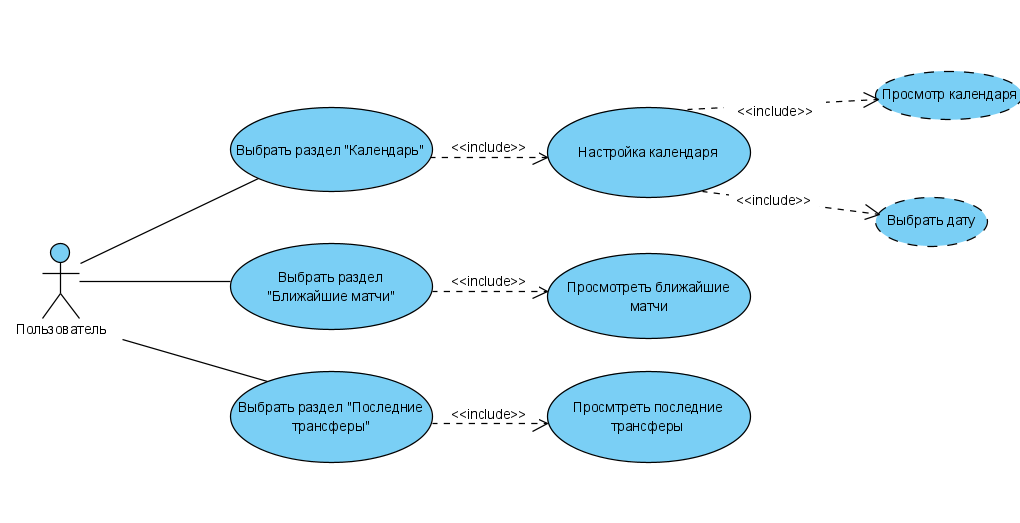 Просмотр календаря
<<include>>
Выбрать раздел "Календарь"
<<include>>
Настройка календаря
<<include>>
Выбрать дату
Выбрать раздел
"Ближайшие матчи"
<<include>>
Просмотреть ближайшие
матчи
Пользователь
Выбрать раздел "Последние
трансферы"
<<include>>
Просмтреть последние
трансферы